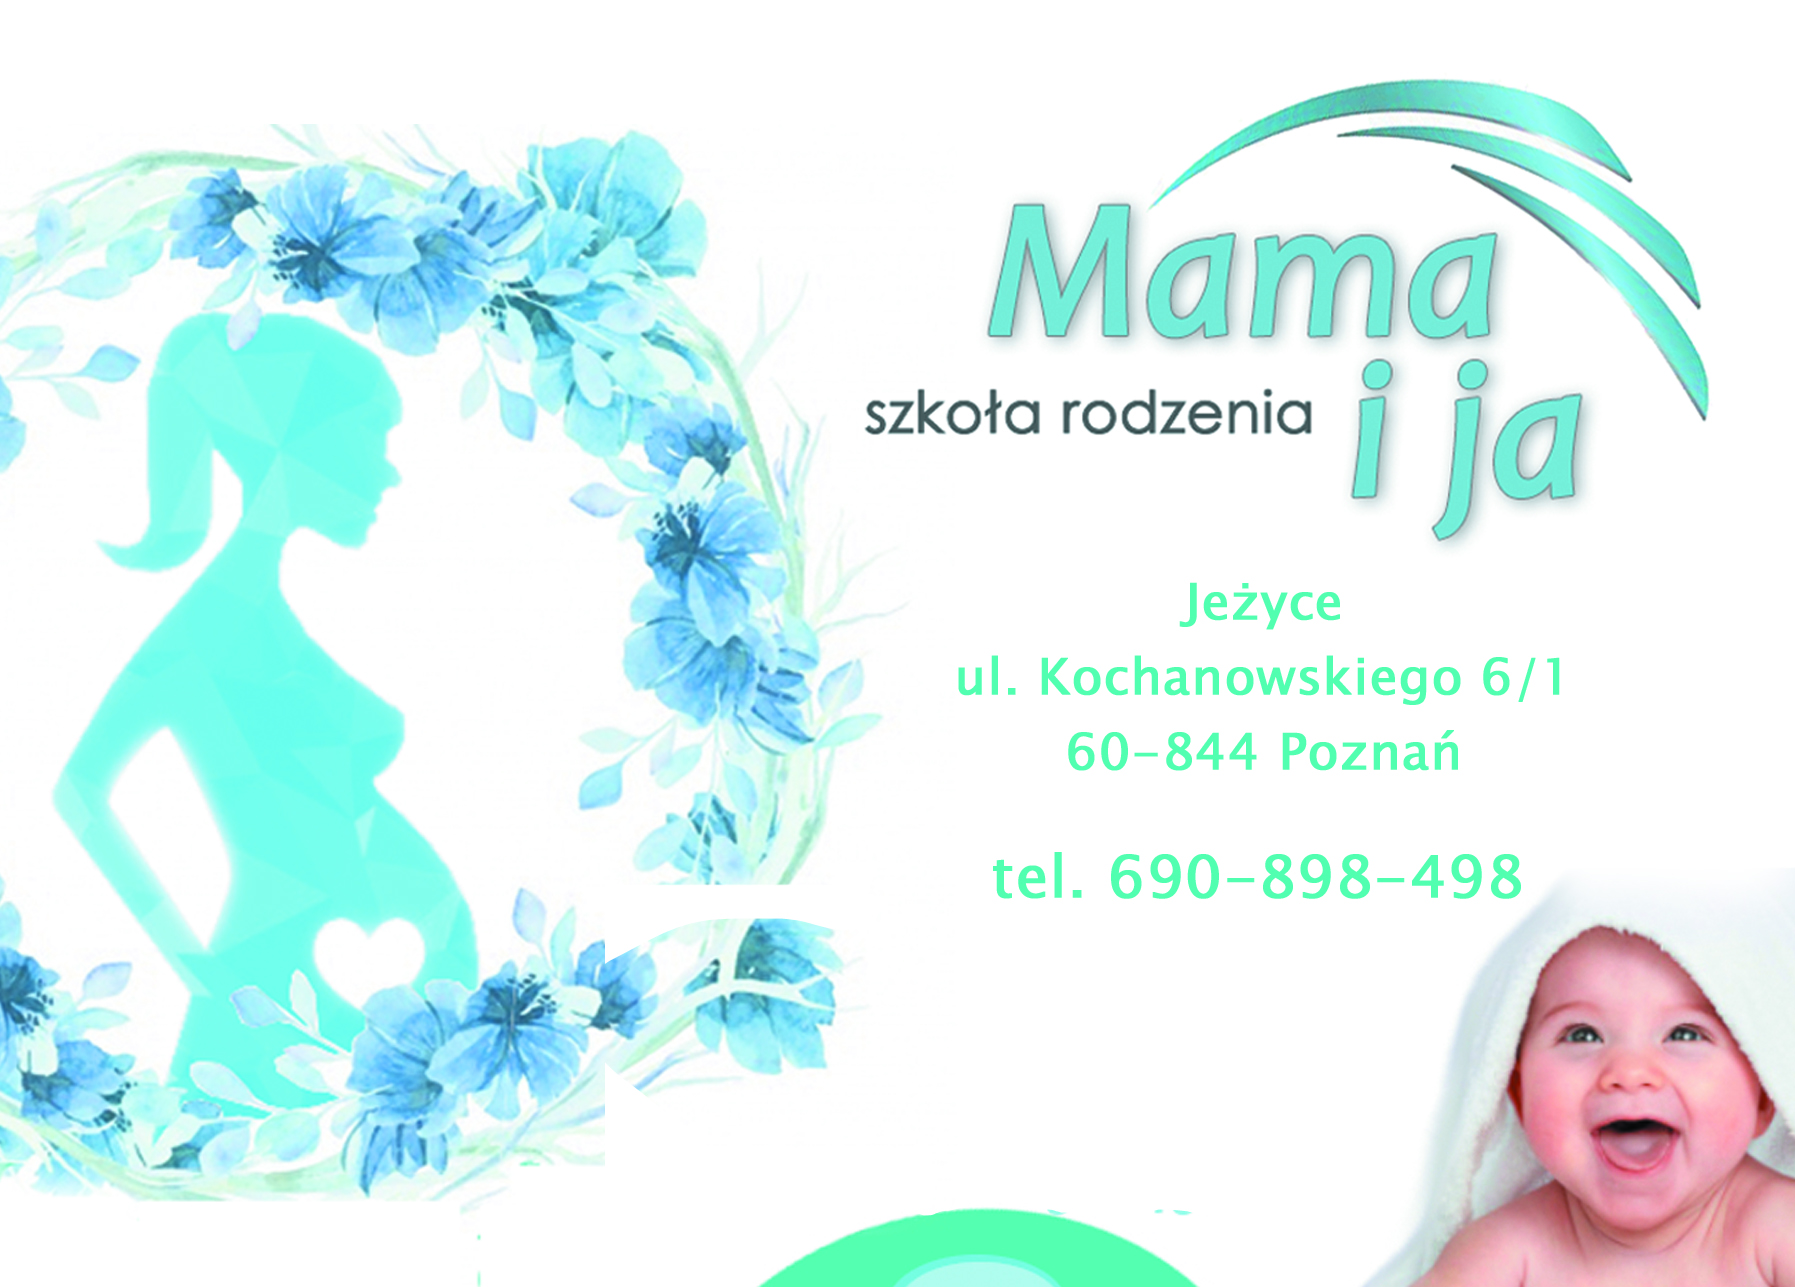 Mama
szkoła rodzenia i ja
Jeżyce
ul. Kochanowskiego 6/1
60-844 Poznań
tel. 690-898-498